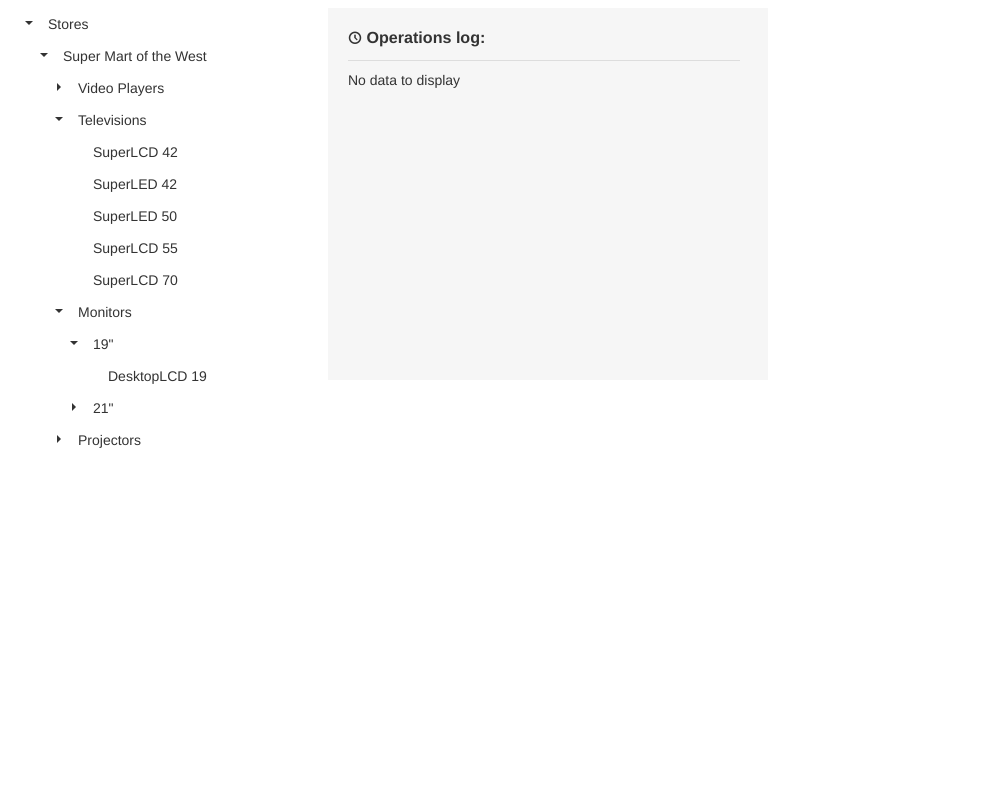 Stores
Super Mart of the West
Video Players
Televisions
SuperLCD 42
SuperLED 42
SuperLED 50
SuperLCD 55
SuperLCD 70
Monitors
19"
DesktopLCD 19
21"
Projectors
Operations log:
No data to display